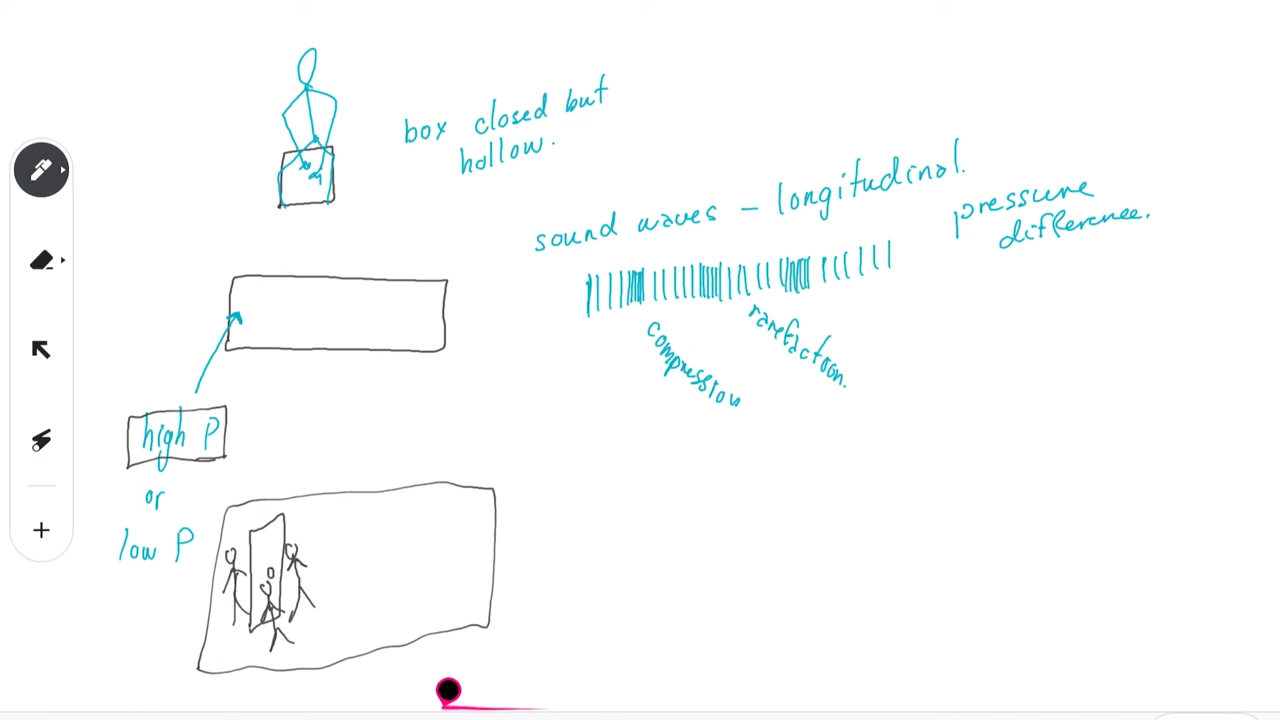 box closed but
hollow.
sound waves - longitudinal.
pressure
difference.
compression
rarefaction.
high P
or
low P